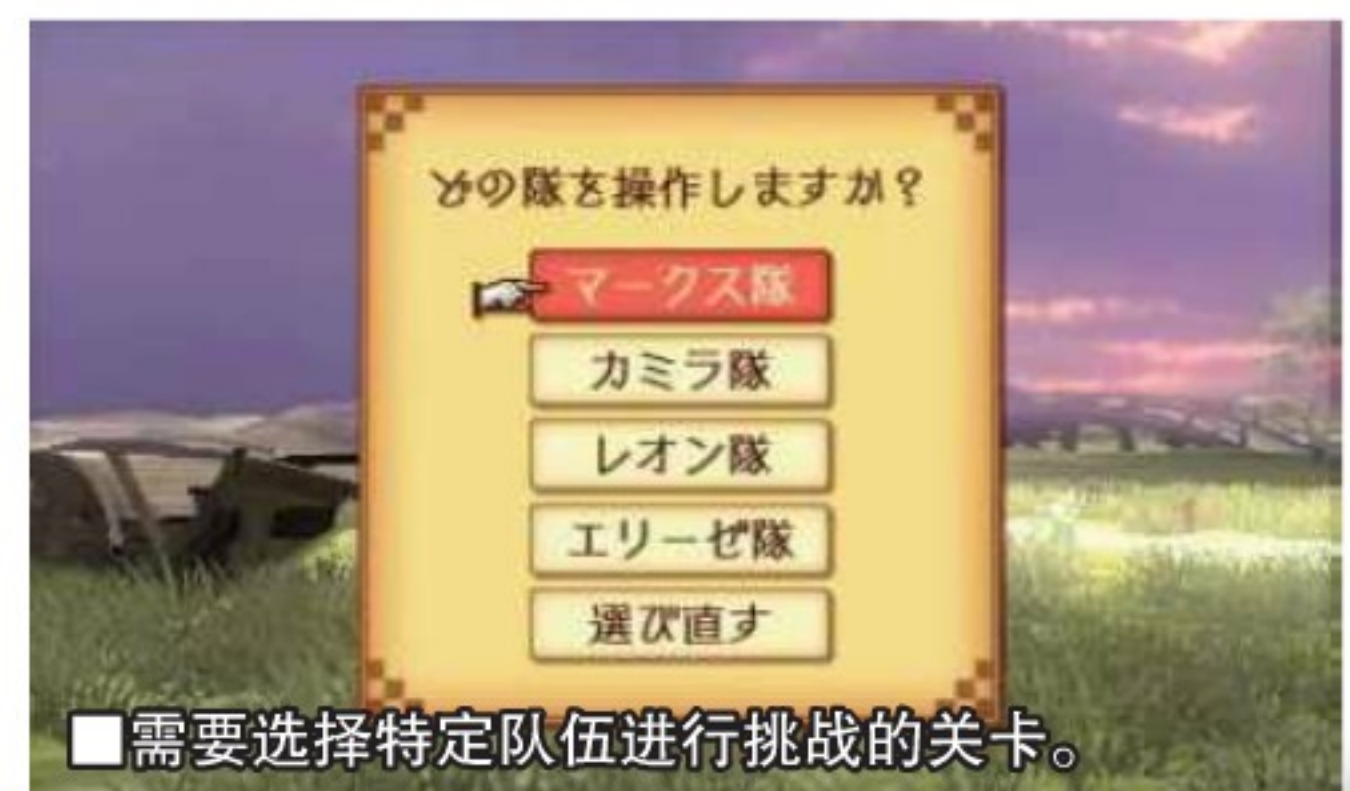 どの隊を操作しますか？
マークス隊
カミラ隊
レオン隊
エリーゼ隊
選び直す
■需要选择特定队伍进行挑战的关卡。